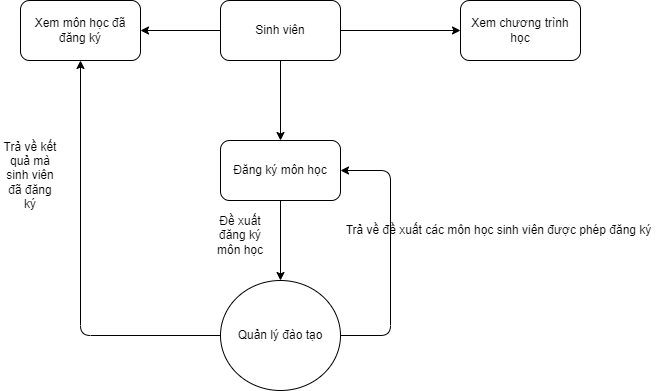 Xem môn học đã
đăng ký
Sinh viên
Xem chương trình
học
Trả về kết
quả mà
sinh viên
đã đăng
ký
Đăng ký môn học
Đề xuất
đăng ký
môn học
Trả về đề xuất các môn học sinh viên được phép đăng ký
Quản lý đào tạo